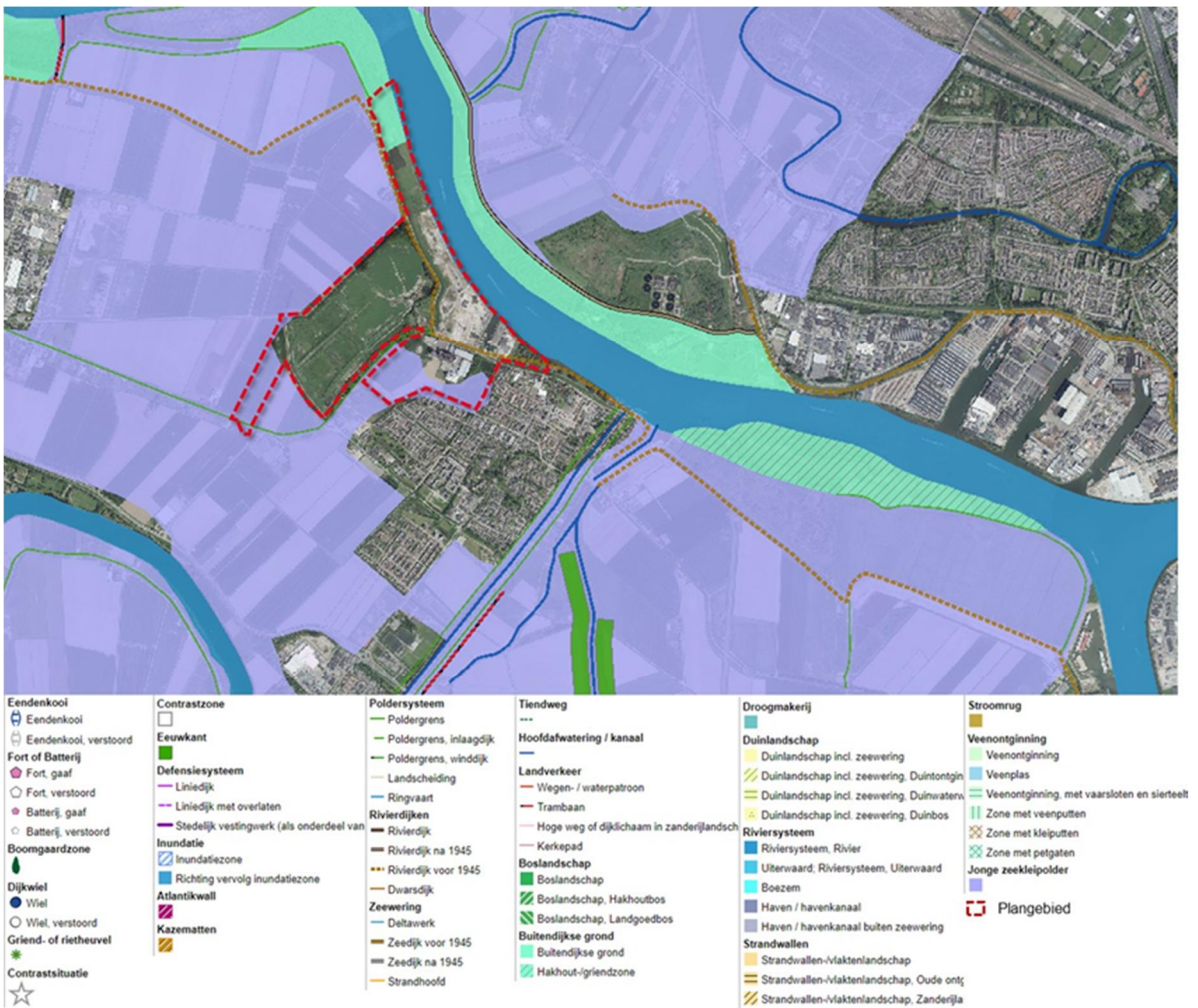 Eendenkooi
Eendenkooi
Eendenkooi, verstoord
Fort of Batterij
Fort, gaaf
Fort, verstoord
Batterij, gaaf
Batterij, verstoord
Boomgaardzone
Dijkwiel
Wiel
Wiel, verstoord
Griend- of rietheuvel
Contrastsituatie
Contrastzone
Eeuwkant
Defensiesysteem
Liniedijk
Liniedijk met overlaten
Stedelijk vestingwerk (als onderdeel van
Inundatie
Inundatiezone
Richting vervolg inundatiezone
Atlantikwall
Kazematten
Poldersysteem
Poldergrens
Poldergrens, inlaagdijk
Poldergrens, winddijk
Landscheiding
Ringvaart
Rivierdijken
Rivierdijk
Rivierdijk na 1945
Rivierdijk voor 1945
Dwarsdijk
Zeewering
Deltawerk
Zeedijk voor 1945
Zeedijk na 1945
Strandhoofd
Tiendweg
Hoofdafwatering / kanaal
Landverkeer
Wegen- / waterpatroon
Trambaan
Hoge weg of dijklichaam in zanderijlandsch
Kerkepad
Boslandschap
Boslandschap
Boslandschap, Hakhoutbos
Boslandschap, Landgoedbos
Buitendijkse grond
Buitendijkse grond
Hakhout-/griendzone
Droogmakerij
Duinlandschap
Duinlandschap incl. zeewering
Duinlandschap incl. zeewering, Duintontgin
Duinlandschap incl. zeewering, Duinwaterw
Duinlandschap incl. zeewering, Duinbos
Riviersysteem
Riviersysteem, Rivier
Uiterwaard; Riviersysteem, Uiterwaard
Boezem
Haven / havenkanaal
Haven / havenkanaal buiten zeewering
Strandwallen
Strandwallen-/vlaktenlandschap
Strandwallen-/vlaktenlandschap, Oude ontg
Strandwallen-/vlaktenlandschap, Zanderijla
Stroomrug
Veenontginning
Veenontginning
Veenplas
Veenontginning, met vaarsloten en sierteelt
Zone met veenputten
Zone met kleiputten
Zone met petgaten
Jonge zeekleipolder
Plangebied